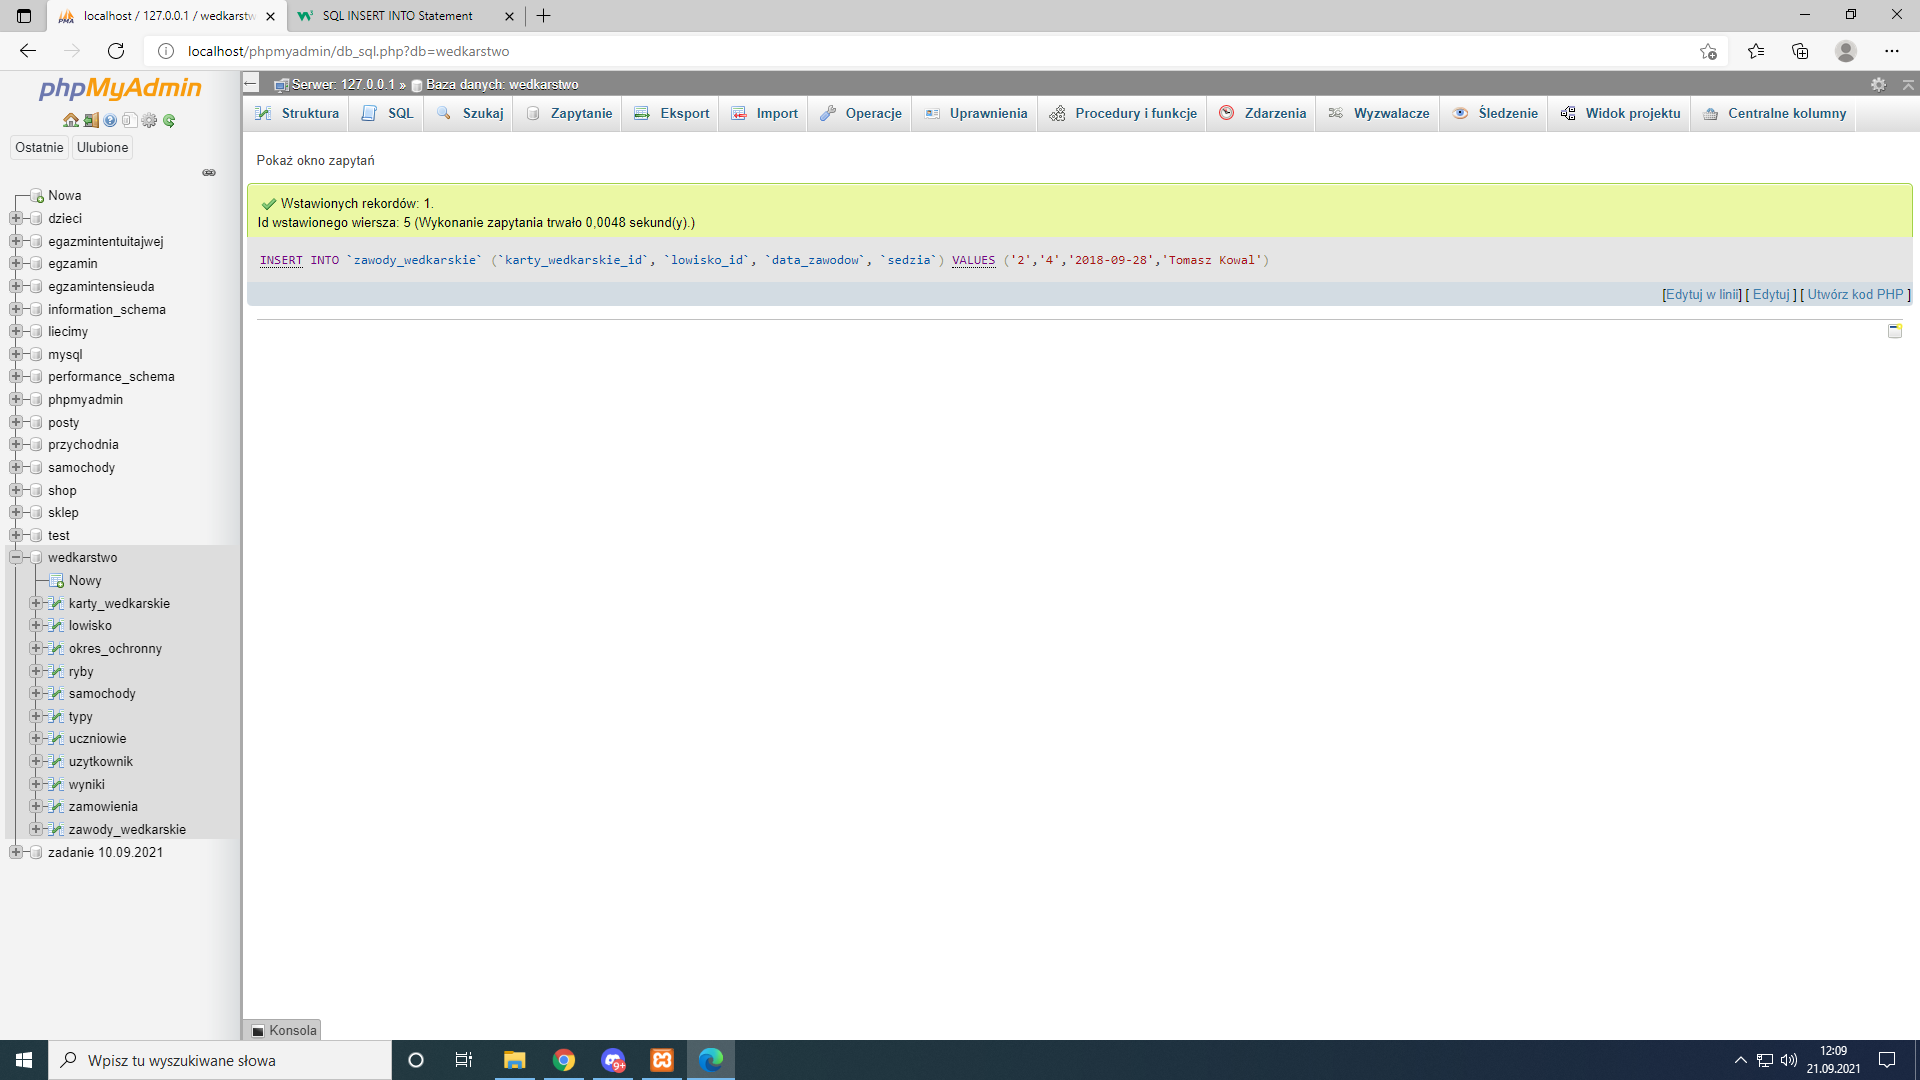 localhost / 127.0.0.1 / wedkarstw
SQL INSERT INTO Statement
localhost/phpmyadmin/db_sql.php?db=wedkarstwo
phpMyAdmin
Ostatnie Ulubione
Nowa
dzieci
egazmintentuitajwej
egzamin
egzamintensieuda
information_schema
liecimy
mysql
performance_schema
phpmyadmin
posty
przychodnia
samochody
shop
sklep
test
wedkarstwo
Nowy
karty_wedkarskie
lowisko
okres_ochronny
ryby
samochody
typy
uczniowie
uzytkownik
wyniki
zamowienia
zawody_wedkarskie
zadanie 10.09.2021
Serwer: 127.0.0.1 » Baza danych: wedkarstwo
Struktura SQL Szukaj Zapytanie Eksport Import Operacje Uprawnienia Procedury i funkcje Zdarzenia Wyzwalacze Śledzenie Widok projektu Centralne kolumny
Pokaż okno zapytań
Wstawionych rekordów: 1.
Id wstawionego wiersza: 5 (Wykonanie zapytania trwało 0,0048 sekund(y).)
INSERT INTO `zawody_wedkarskie` (`karty_wedkarskie_id`, `lowisko_id`, `data_zawodow`, `sedzia`) VALUES ('2','4','2018-09-28','Tomasz Kowal')
[Edytuj w linii] [ Edytuj ] [ Utwórz kod PHP ]
Konsola
Wpisz tu wyszukiwane słowa
9+
12:09
21.09.2021